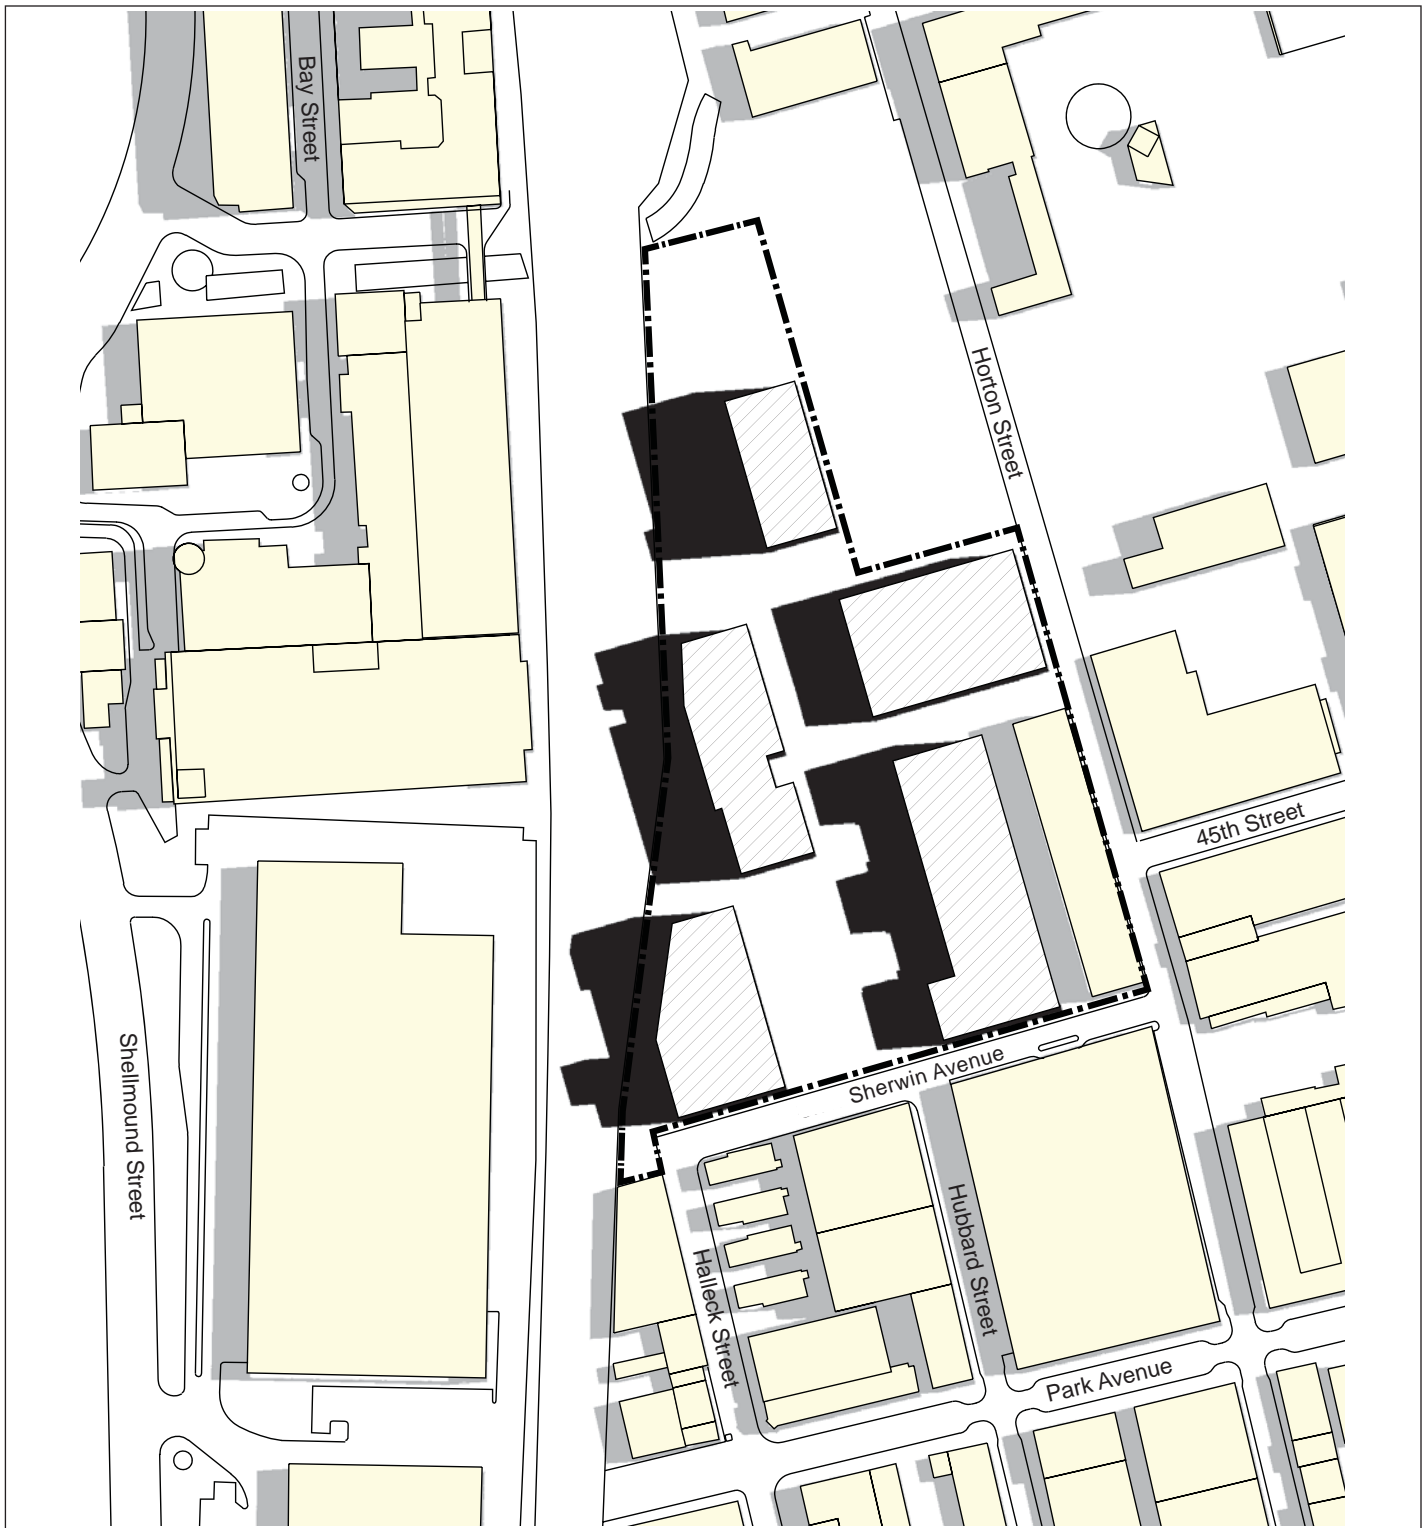 Bay Street
Horton Street
45th Street
Sherwin Avenue
Shellmound Street
Hubbard Street
Halleck Street
Park Avenue